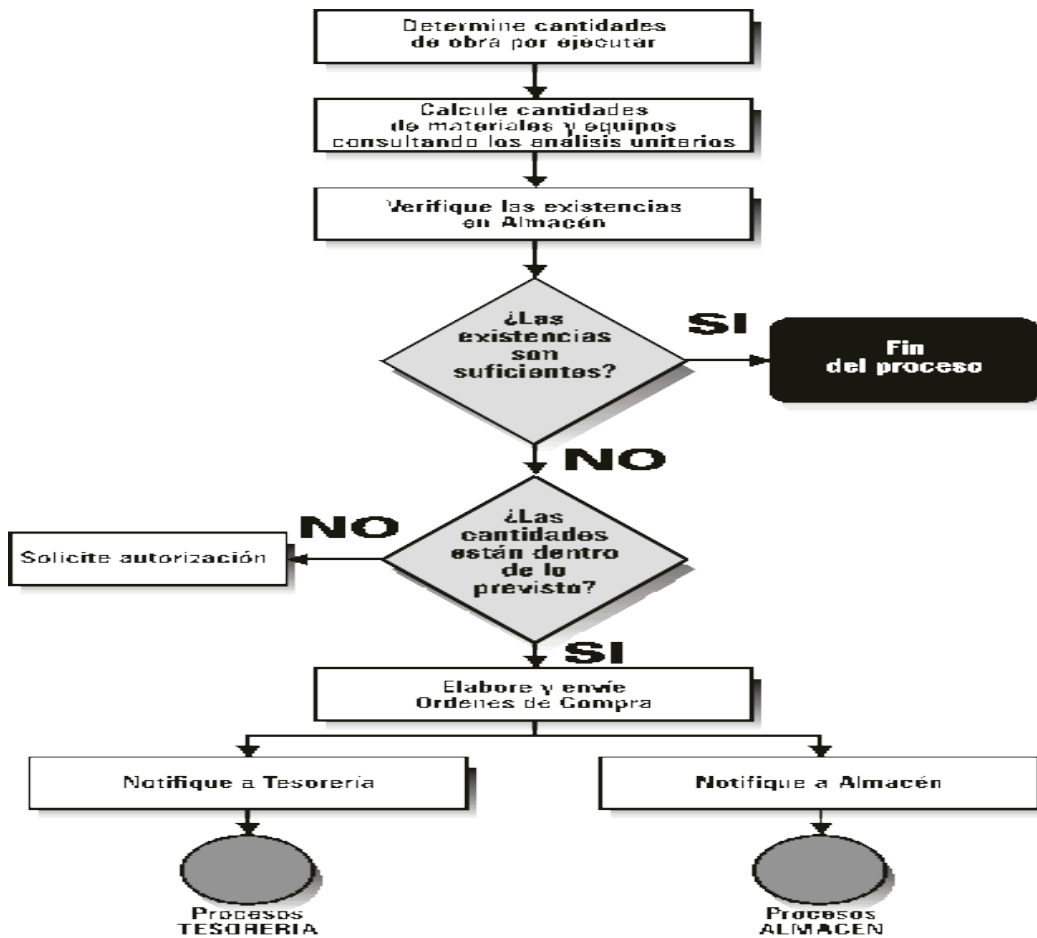 Determine cantidades
de obra por ejecutar
Calcule cantidades
de materiales y equipos
consultando los análisis unitarios
Verifique las existencias
en Almacén
¿Las
existencias
son
suficientes?
SI
Fin
del proceso
NO
¿Las
cantidades
están dentro
de lo
previsto?
NO
Solicite autorización
SI
Elabore y envíe
Ordenes de Compra
Notifique a Tesorería
Notifique a Almacén
Procesos
TESORERIA
Procesos
ALMACEN